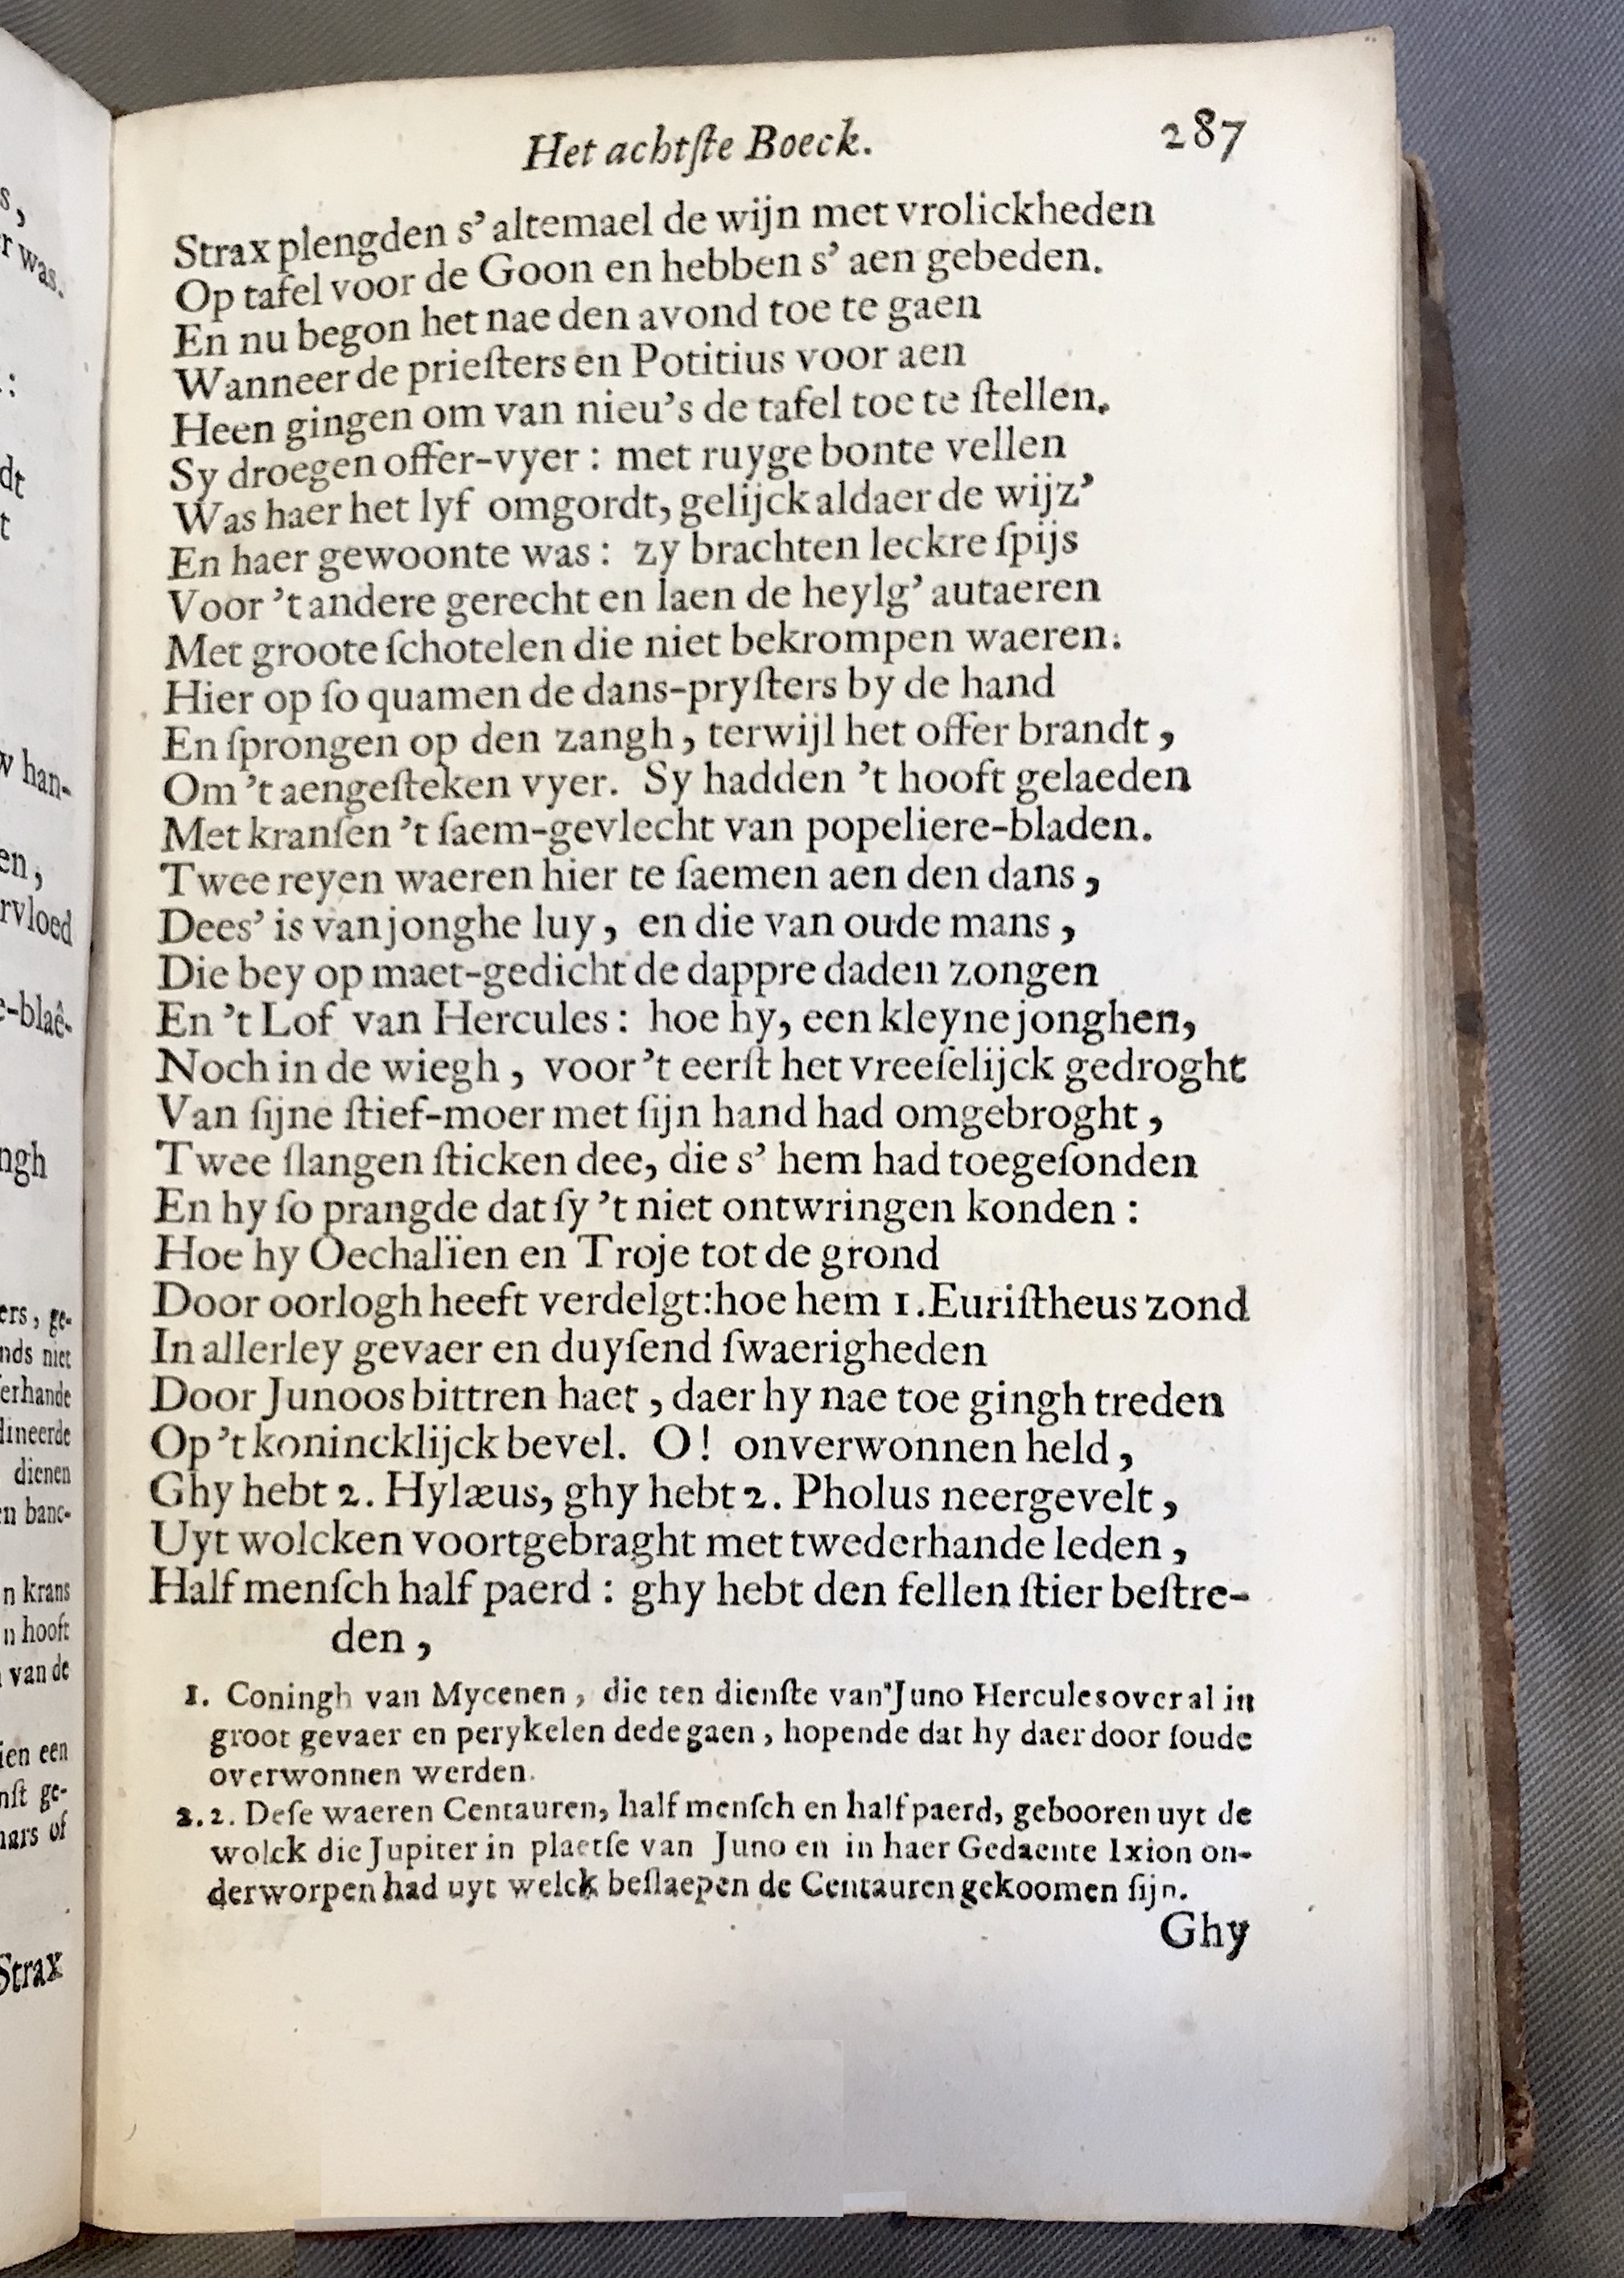 Het achtſte Boeck. 287
Strax plengden s' altemael de wijn met vrolickheden
Op tafel voor de Goon en hebben s' aen gebeden.
En nu begon het nae den avond toe te gaen
Wanneer de prieſters en Potitius voor aen
Heen gingen om van nieu's de tafel toe te ſtellen.
Sy droegen offer-vyer : met ruyge bonte vellen
Was haer het lyf omgordt, gelijck aldaer de wijz'
En haer gewoonte was : zy brachten leckre ſpijs
Voor 't andere gerecht en laen de heylg' autaeren
Met groote ſchotelen die niet bekrompen waeren.
Hier op ſo quamen de dans-pryſters by de hand
En ſprongen op den zangh, terwijl het offer brandt,
Om 't aengeſteken vyer. Sy hadden 't hooft gelaeden
Met kranſen 't ſaem-gevlecht van popeliere-bladen.
Twee reyen waeren hier te ſaemen aen den dans,
Dees' is van jonghe luy, en die van oude mans,
Die bey op maet-gedicht de dappre daden zongen
En 't Lof van Hercules : hoe hy, een kleyne jonghen,
Noch in de wiegh, voor 't eerſt het vreeſelijck gedroght
Van ſijne ſtief-moer met ſijn hand had omgebroght,
Twee ſlangen ſticken dee, die s' hem had toegeſonden
En hy ſo prangde dat ſy 't niet ontwringen konden :
Hoe hy Oechalïen en Troje tot de grond
Door oorlogh heeft verdelgt: hoe hem 1. Euriſtheus zond
In allerley gevaer en duyſend ſwaerigheden
Door Junoos bittren haet, daer hy nae toe gingh treden
Op 't konincklijck bevel. O! onverwonnen held,
Ghy hebt 2. Hylæus, ghy hebt 2. Pholus neergevelt,
Uyt wolcken voortgebraght met twederhande leden,
Half menſch half paerd : ghy hebt den fellen ſtier beſtre-
den,
1. Coningh van Mycenen, die ten dienſte van Juno Hercules overal in
groot gevaer en perykelen dede gaen, hopende dat hy daer door ſoude
overwonnen werden.
2.2. Deſe waeren Centauren, half menſch en half paerd, gebooren uyt de
wolck die Jupiter in plaetſe van Juno en in haer Gedaente Ixion on-
derworpen had uyt welck beſlaepen de Centauren gekoomen ſijn.
Ghy